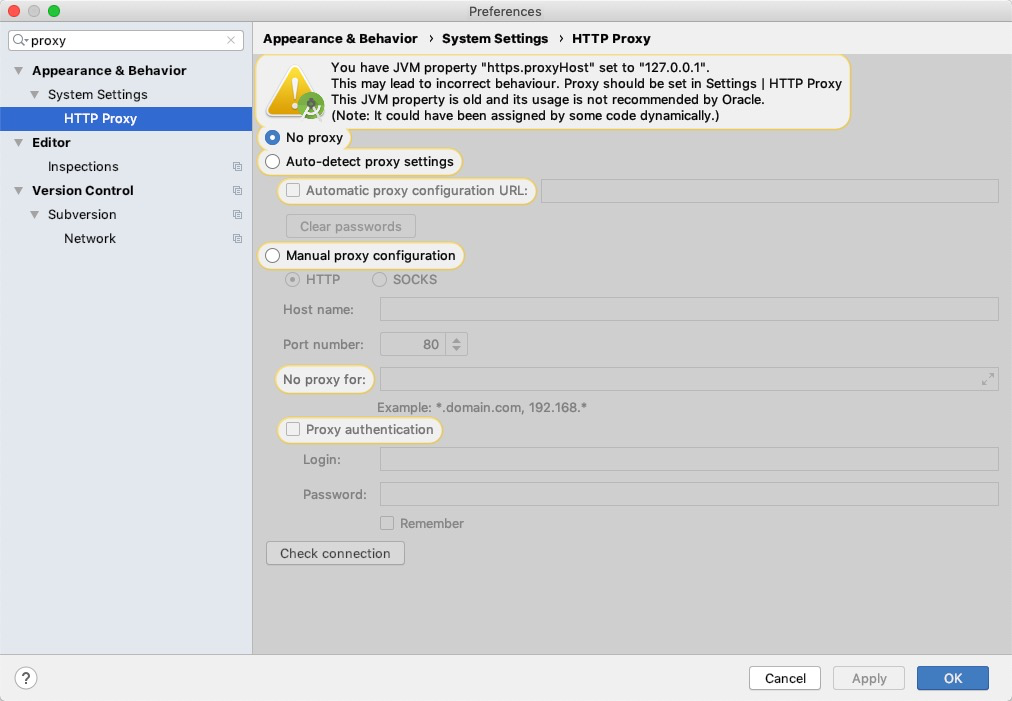 Preferences
proxy
Appearance & Behavior › System Settings › HTTP Proxy
Appearance & Behavior
System Settings
HTTP Proxy
Editor
Inspections
Version Control
Subversion
Network
You have JVM property "https.proxyHost" set to "127.0.0.1".
This may lead to incorrect behaviour. Proxy should be set in Settings | HTTP Proxy
This JVM property is old and its usage is not recommended by Oracle.
(Note: It could have been assigned by some code dynamically.)
No proxy
Auto-detect proxy settings
Automatic proxy configuration URL:
Clear passwords
Manual proxy configuration
HTTP SOCKS
Host name:
Port number: 80
No proxy for:
Example: *.domain.com, 192.168.*
Proxy authentication
Login:
Password:
Remember
Check connection
? Cancel Apply OK